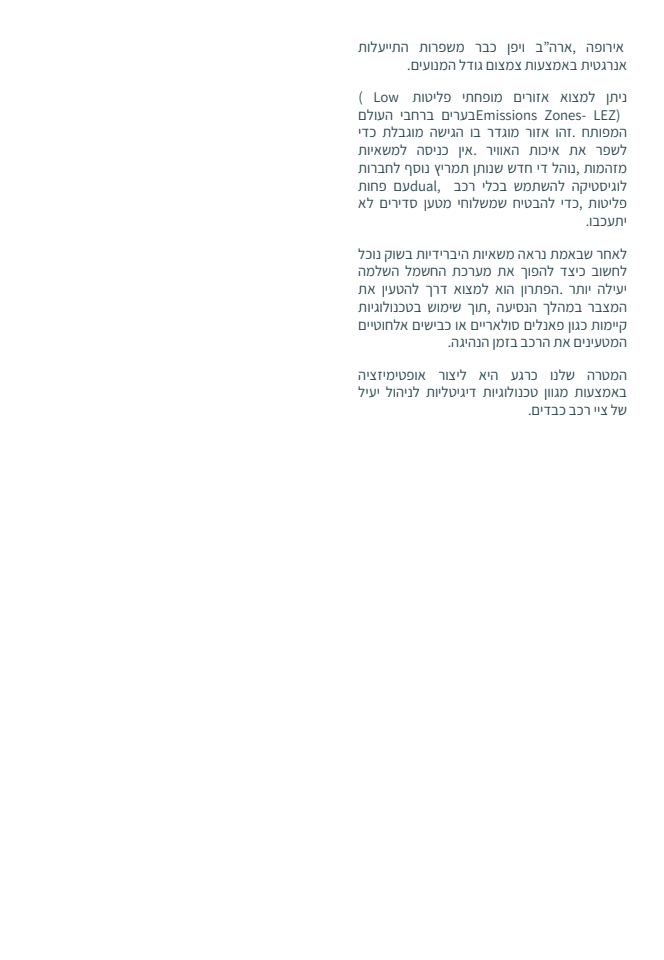 אירופה ,ארה”ב ויפן כבר משפרות התייעלות
אנרגטית באמצעות צמצום גודל המנועים.
ניתן למצוא אזורים מופחתי פליטות Low )
(Emissions Zones- LEZבערים ברחבי העולם
המפותח .זהו אזור מוגדר בו הגישה מוגבלת כדי
לשפר את איכות האוויר .אין כניסה למשאיות
מזהמות ,נוהל די חדש שנותן תמריץ נוסף לחברות
לוגיסטיקה להשתמש בכלי רכב dual, עם פחות
פליטות ,כדי להבטיח שמשלוחי מטען סדירים לא
יתעכבו.
לאחר שבאמת נראה משאיות היברידיות בשוק נוכל
לחשוב כיצד להפוך את מערכת החשמל השלמה
יעילה יותר .הפתרון הוא למצוא דרך להטעין את
המצבר במהלך הנסיעה ,תוך שימוש בטכנולוגיות
קיימות כגון פאנלים סולאריים או כבישים אלחוטיים
המטעינים את הרכב בזמן הנהיגה.
המטרה שלנו כרגע היא ליצור אופטימיזציה
באמצעות מגוון טכנולוגיות דיגיטליות לניהול יעיל
של ציי רכב כבדים.